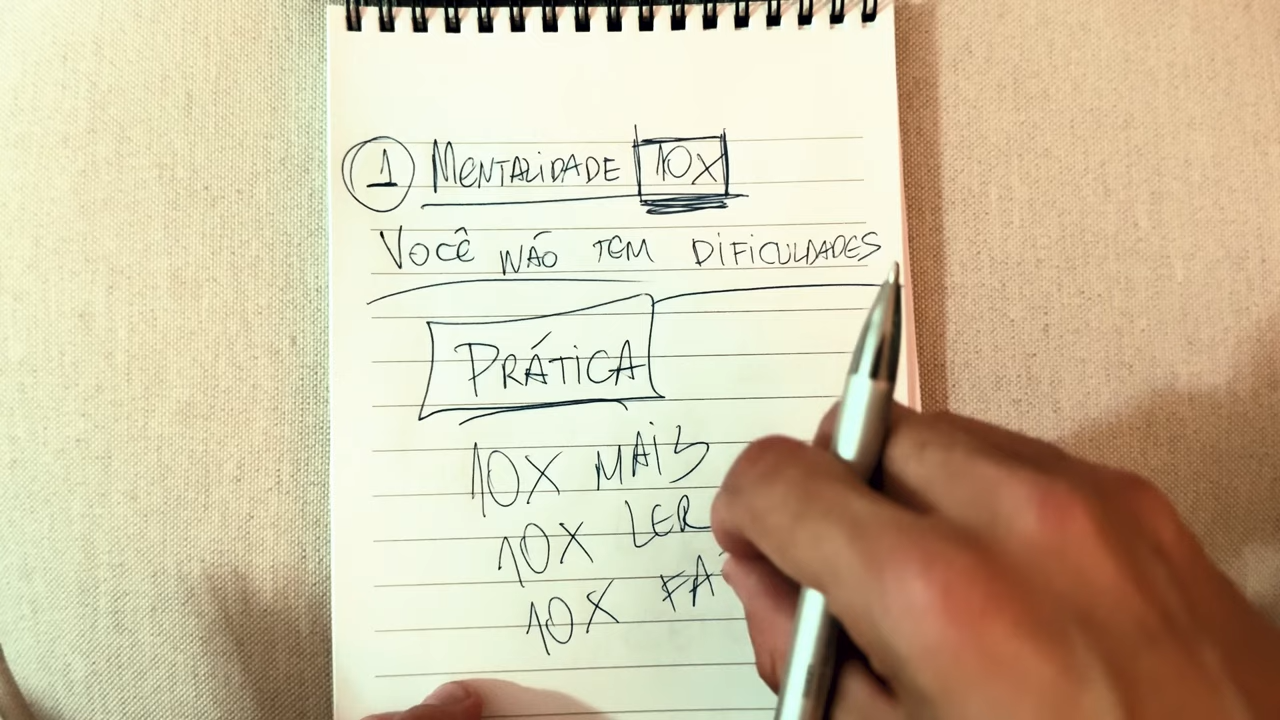 1 MENTALIDADE 10X
VOCÊ NÃO TEM DIFICULDADES
PRÁTICA
10X MAIS
10X LER
10X